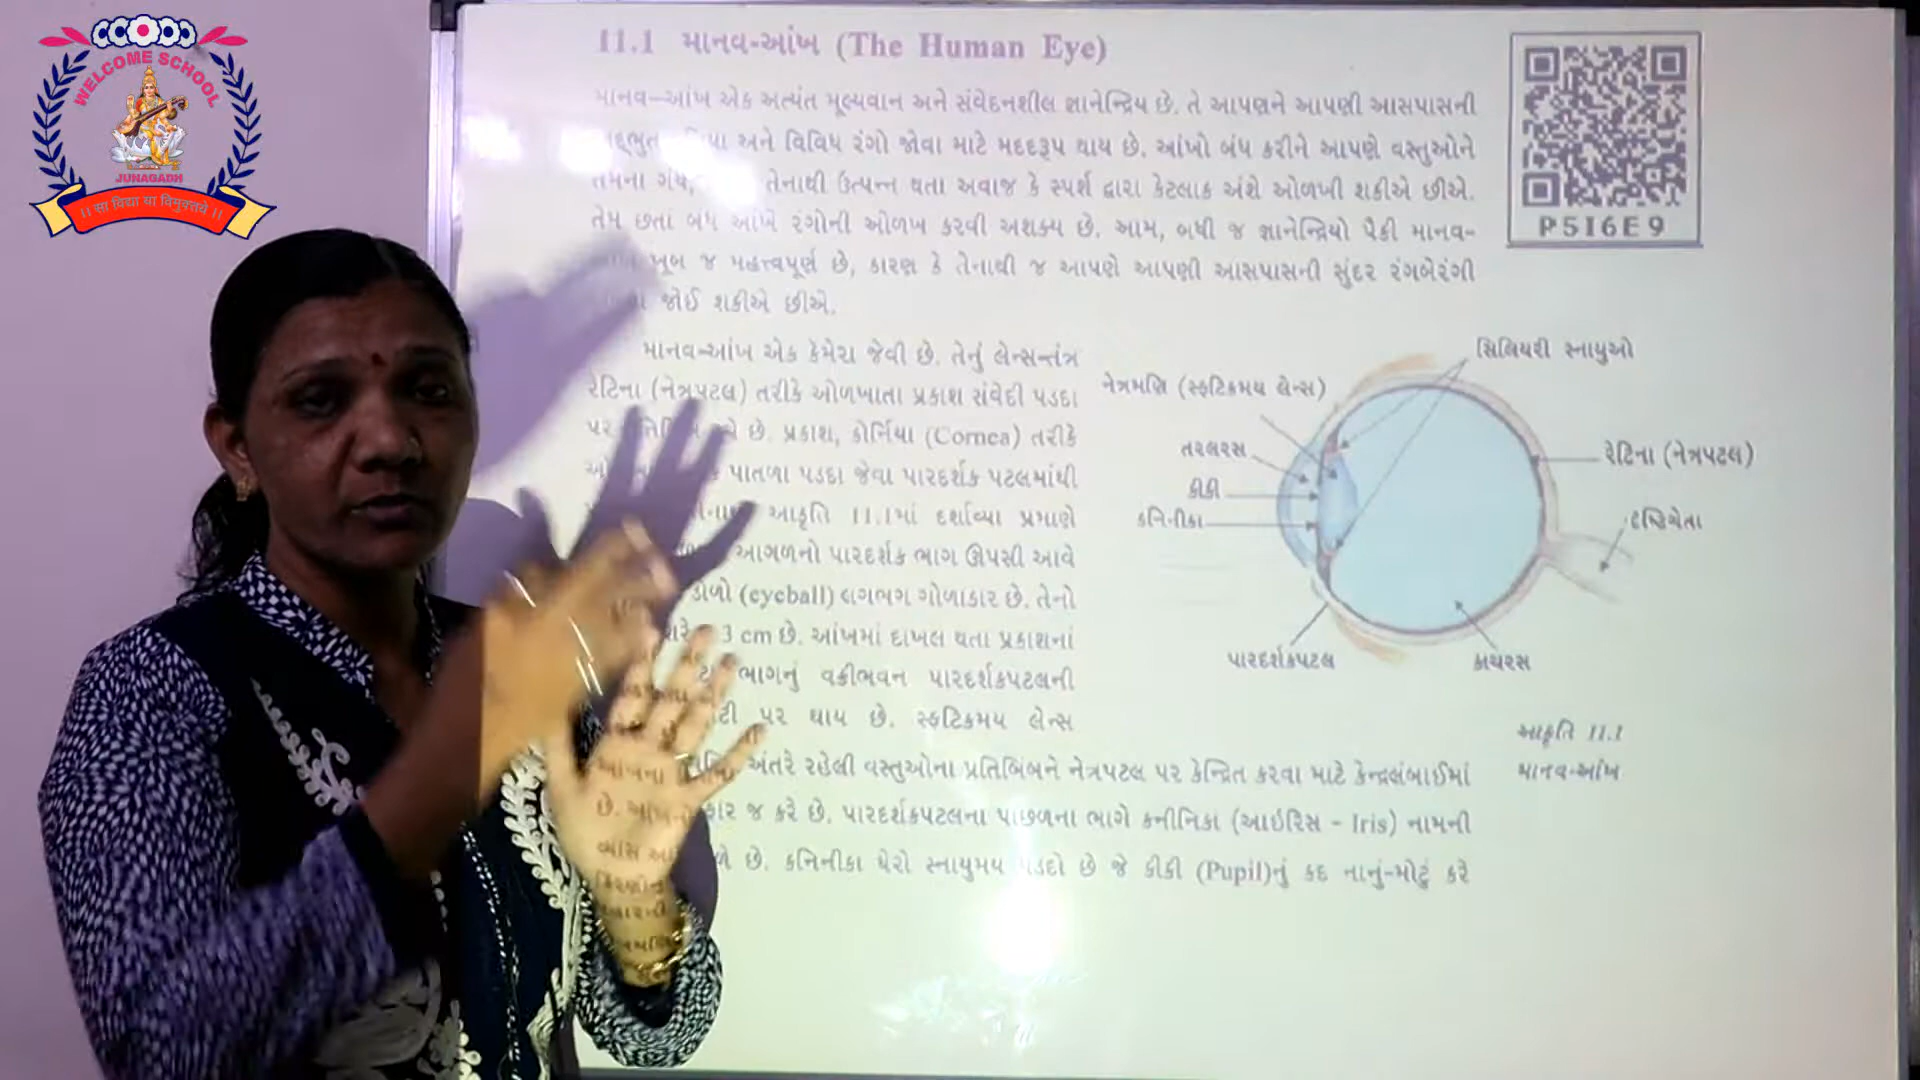 WELCOME SCHOOL
JUNAGADH
।। सा विद्या या विमुक्तये ।।
11.1 માનવ-આંખ (The Human Eye)
માનવ-આંખ એક અત્યંત મૂલ્યવાન અને સંવેદનશીલ જ્ઞાનેન્દ્રિય છે. તે આપણને આપણી આસપાસની
અને વિવિધ રંગો જોવા માટે મદદરૂપ થાય છે. આંખો બંધ કરીને આપણે વસ્તુઓને
તેમના ગંધ, તેનાથી ઉત્પન્ન થતા અવાજ કે સ્પર્શ દ્વારા કેટલાક અંશે ઓળખી શકીએ છીએ.
તેમ છતાં બંધ આંખે રંગોની ઓળખ કરવી અશક્ય છે. આમ, બધી જ જ્ઞાનેન્દ્રિયો પૈકી માનવ-
ખૂબ જ મહત્ત્વપૂર્ણ છે, કારણ કે તેનાથી જ આપણે આપણી આસપાસની સુંદર રંગબેરંગી
જોઈ શકીએ છીએ.
P5I6E9
માનવ-આંખ એક કેમેરા જેવી છે. તેનું લેન્સતંત્ર
રેટિના (નેત્રપટલ) તરીકે ઓળખાતા પ્રકાશ સંવેદી પડદા
પર છે. પ્રકાશ, કોર્નિયા (Cornea) તરીકે
પાતળા પડદા જેવા પારદર્શક પટલમાંથી
આકૃતિ 11.1માં દર્શાવ્યા પ્રમાણે
આગળનો પારદર્શક ભાગ ઊપસી આવે
ડોળો (eyeball) લગભગ ગોળાકાર છે. તેનો
3 cm છે. આંખમાં દાખલ થતા પ્રકાશનાં
ભાગનું વક્રીભવન પારદર્શકપટલની
પર થાય છે. સ્ફટિકમય લેન્સ
અંતરે રહેલી વસ્તુઓના પ્રતિબિંબને નેત્રપટલ પર કેન્દ્રિત કરવા માટે કેન્દ્રલંબાઈમાં
જ કરે છે. પારદર્શકપટલના પાછળના ભાગે કનીનિકા (આઇરિસ - Iris) નામની
છે. કનિનીકા ઘેરો સ્નાયુમય પડદો છે જે કીકી (Pupil)નું કદ નાનું-મોટું કરે
સિલિયરી સ્નાયુઓ
નેત્રમણિ (સ્ફટિકમય લેન્સ)
તરલરસ
કીકી
કનિનીકા
રેટિના (નેત્રપટલ)
દૃષ્ટિચેતા
પારદર્શકપટલ
કાચરસ
આકૃતિ 11.1
માનવ-આંખ